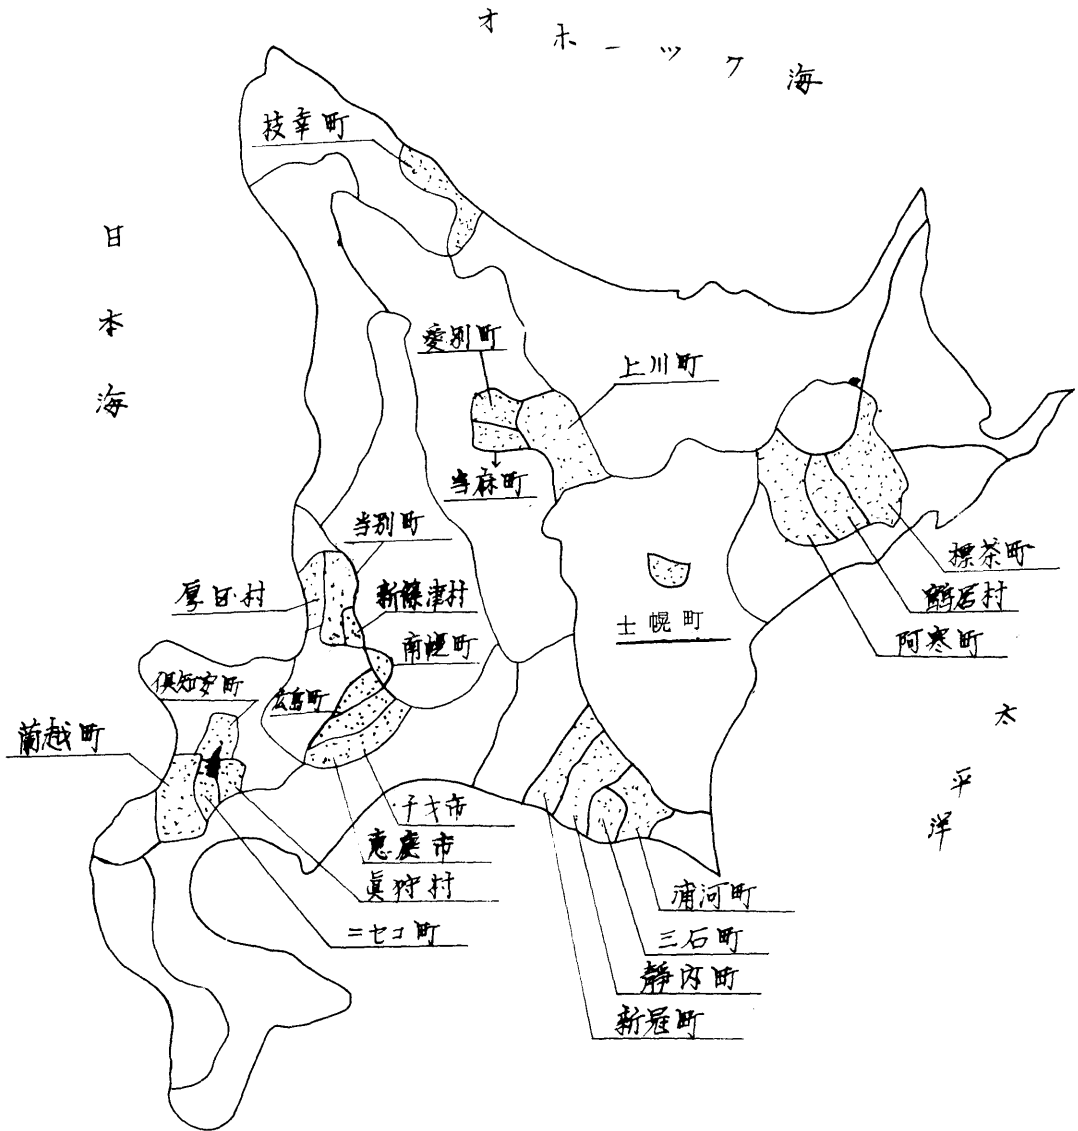 オホーツク海
枝幸町
日本海
愛別町
上川町
当麻町
当別町
厚田村
新篠津村
南幌町
広島町
倶知安町
蘭越町
士幌町
標茶町
鶴居村
阿寒町
太平洋
千才市
恵庭市
眞狩村
ニセコ町
浦河町
三石町
静内町
新冠町